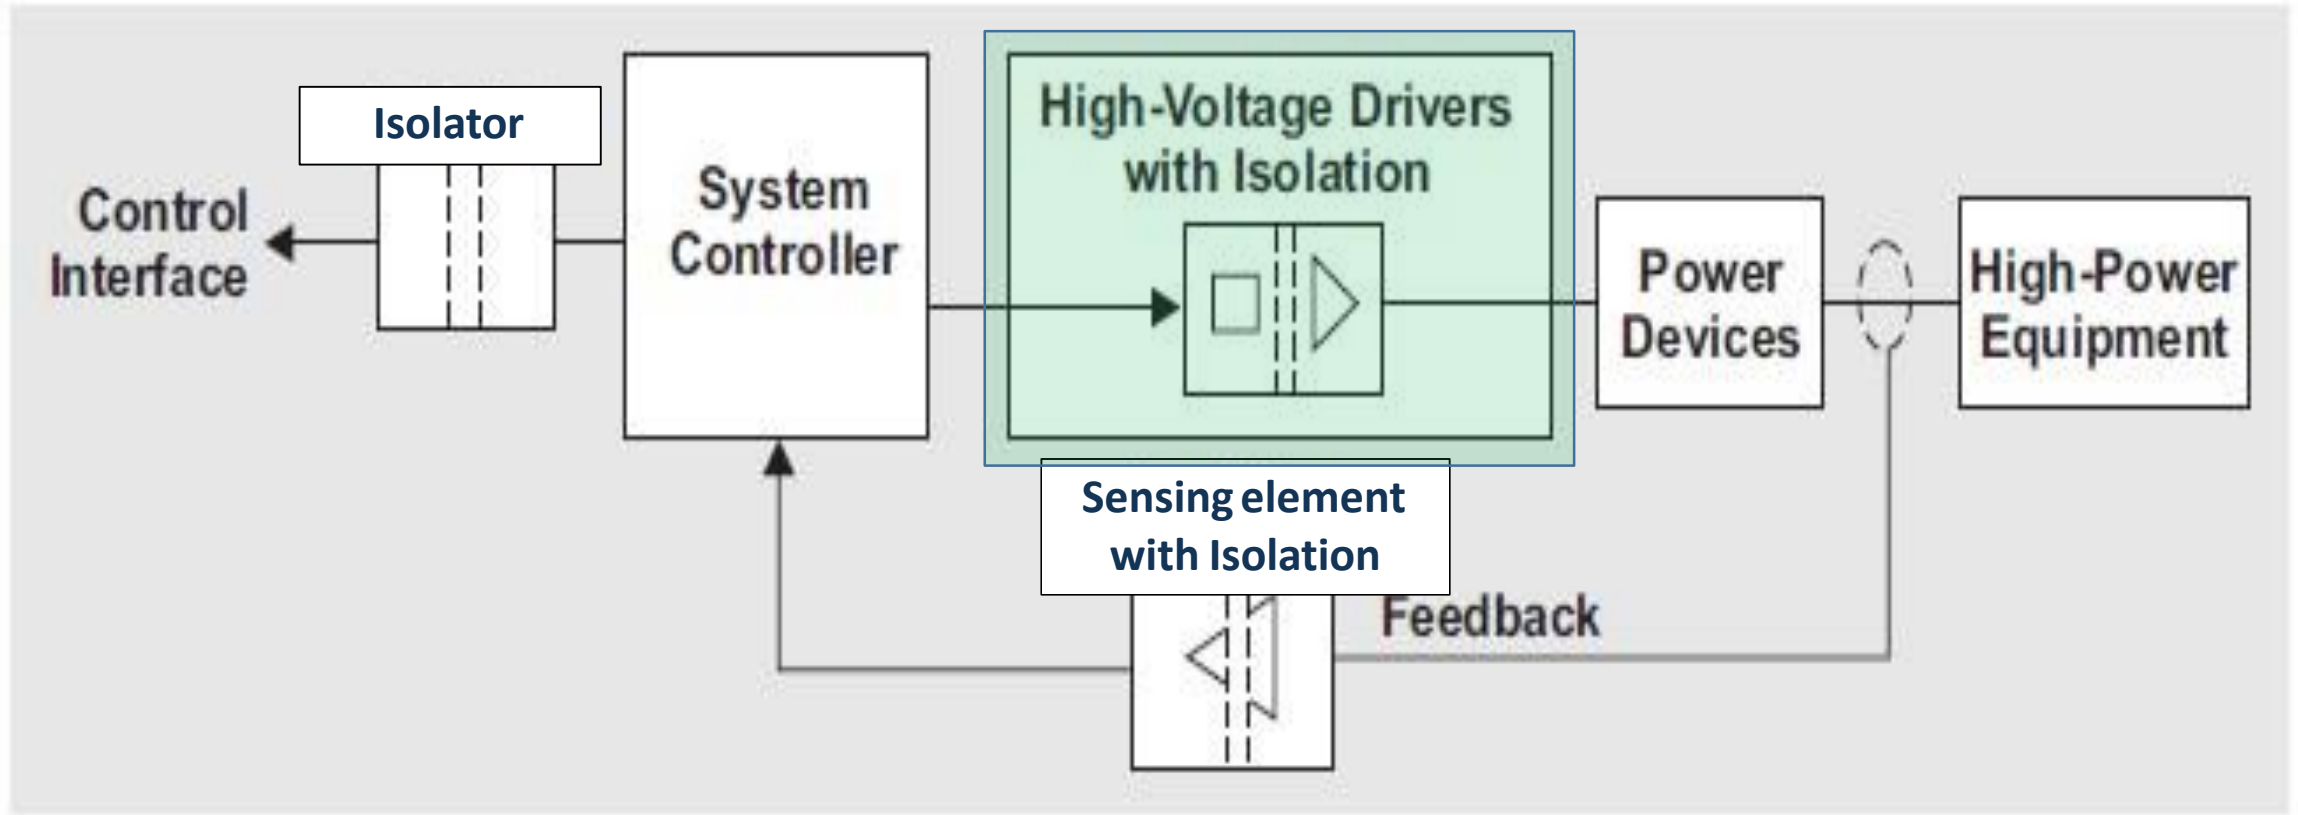 Isolator
Control
Interface
System
Controller
High-Voltage Drivers
with Isolation
Power
Devices
High-Power
Equipment
Sensing element
with Isolation
Feedback